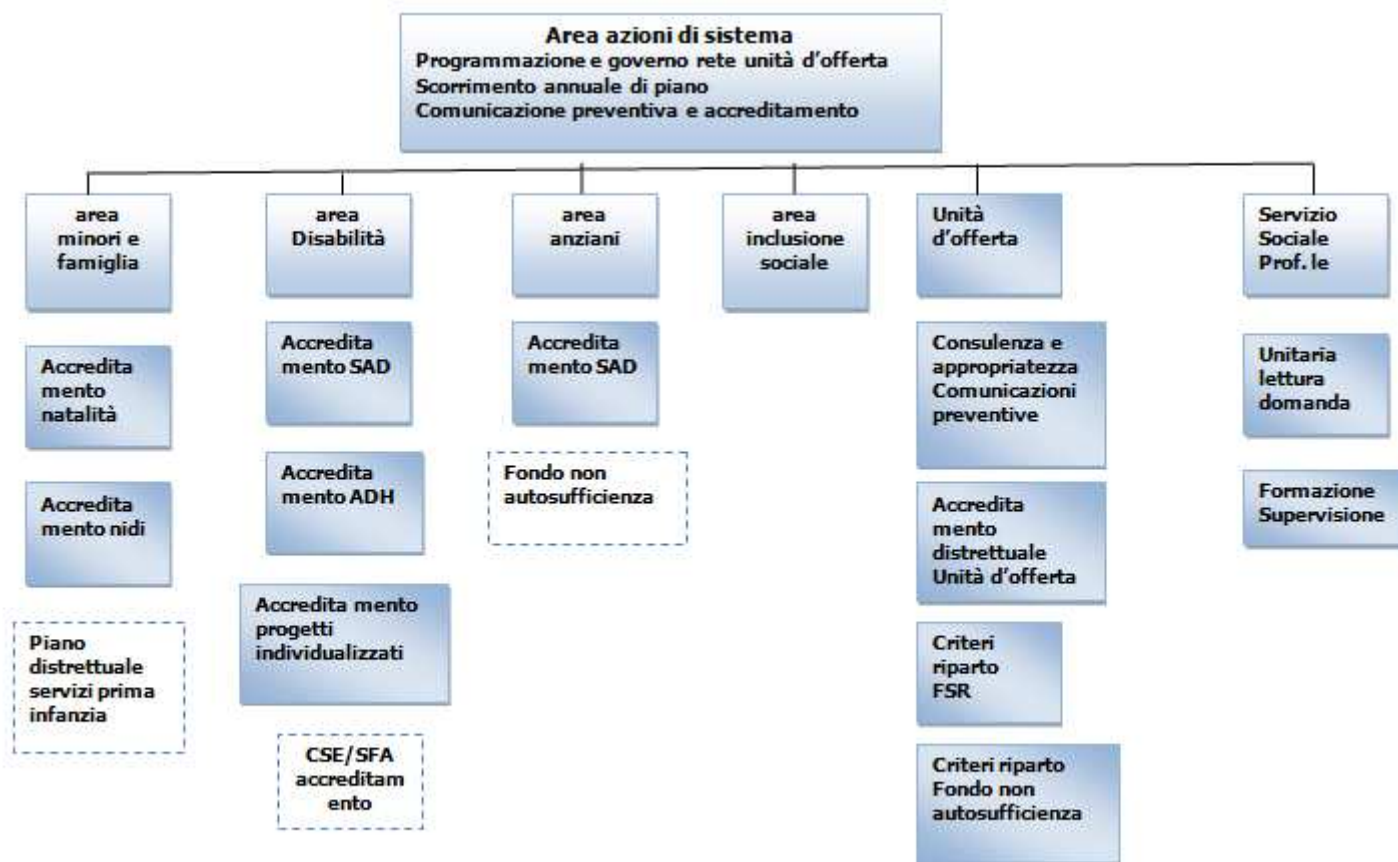 Area azioni di sistema
Programmazione e governo rete unità d'offerta
Scorrimento annuale di piano
Comunicazione preventiva e accreditamento
area
minori e
famiglia
area
Disabilità
area
anziani
area
inclusione
sociale
Unità
d'offerta
Servizio
Sociale
Prof. le
Accredita
mento
natalità
Accredita
mento nidi
Piano
distrettuale
servizi prima
infanzia
Accredita
mento SAD
Accredita
mento ADH
Accredita mento
progetti
individualizzati
CSE/SFA
accreditam
ento
Accredita
mento SAD
Fondo non
autosufficienza
Consulenza e
appropriatezza
Comunicazioni
preventive
Accredita
mento
distrettuale
Unità d'offerta
Criteri
riparto
FSR
Criteri riparto
Fondo non
autosufficienza
Unitaria
lettura
domanda
Formazione
Supervisione